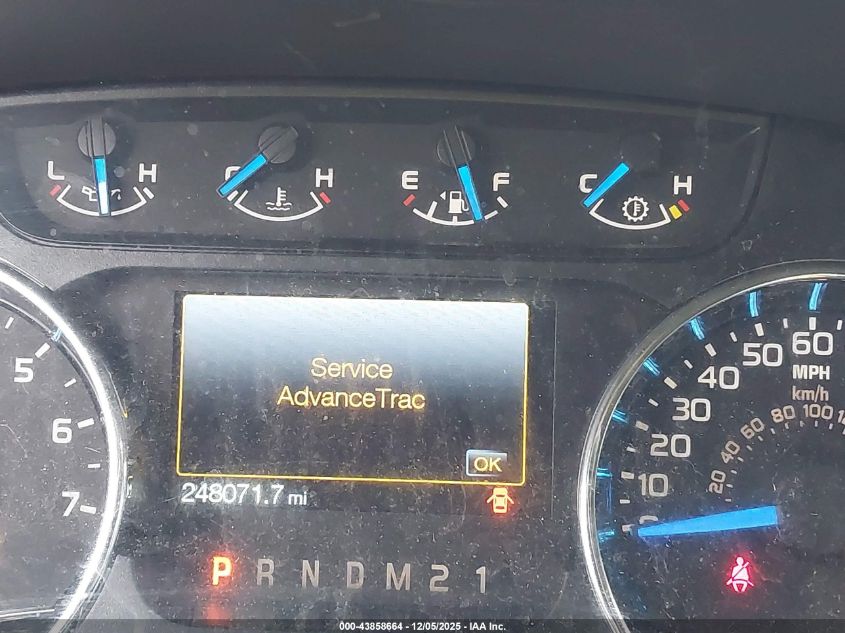 L H C H E F C H
Service
AdvanceTrac
OK
248071.7 mi
P R N D M 2 1
5
6
7
10
20
30
40
50
60
MPH
km/h
20
40
60
80
100
000-43858664 - 12/05/2025 - IAA Inc.